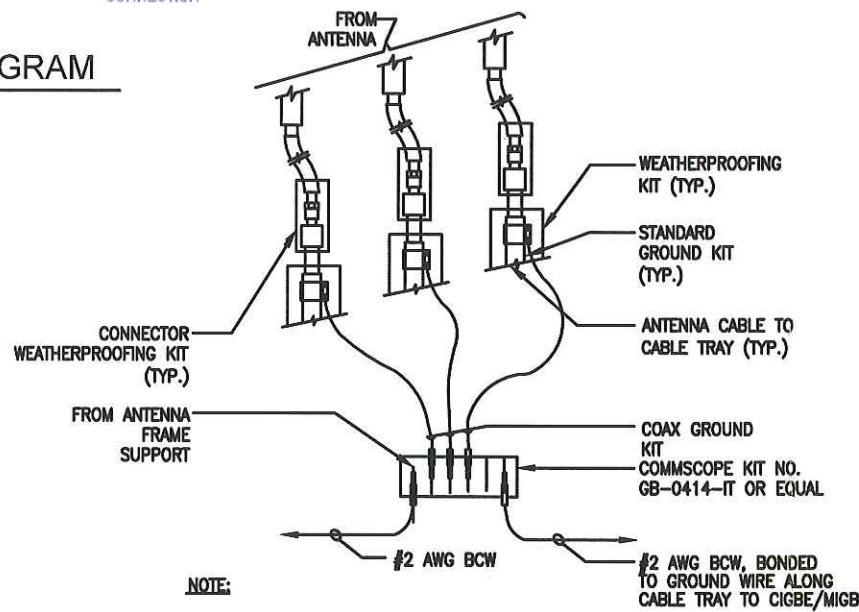 FROM
ANTENNA
GRAM
WEATHERPROOFING
KIT (TYP.)
STANDARD
GROUND KIT
(TYP.)
CONNECTOR
WEATHERPROOFING KIT
(TYP.)
ANTENNA CABLE TO
CABLE TRAY (TYP.)
FROM ANTENNA
FRAME
SUPPORT
COAX GROUND
KIT
COMMSCOPE KIT NO.
GB-0414-IT OR EQUAL
#2 AWG BCW
#2 AWG BCW, BONDED
TO GROUND WIRE ALONG
CABLE TRAY TO CIGBE/MIGB
NOTE: